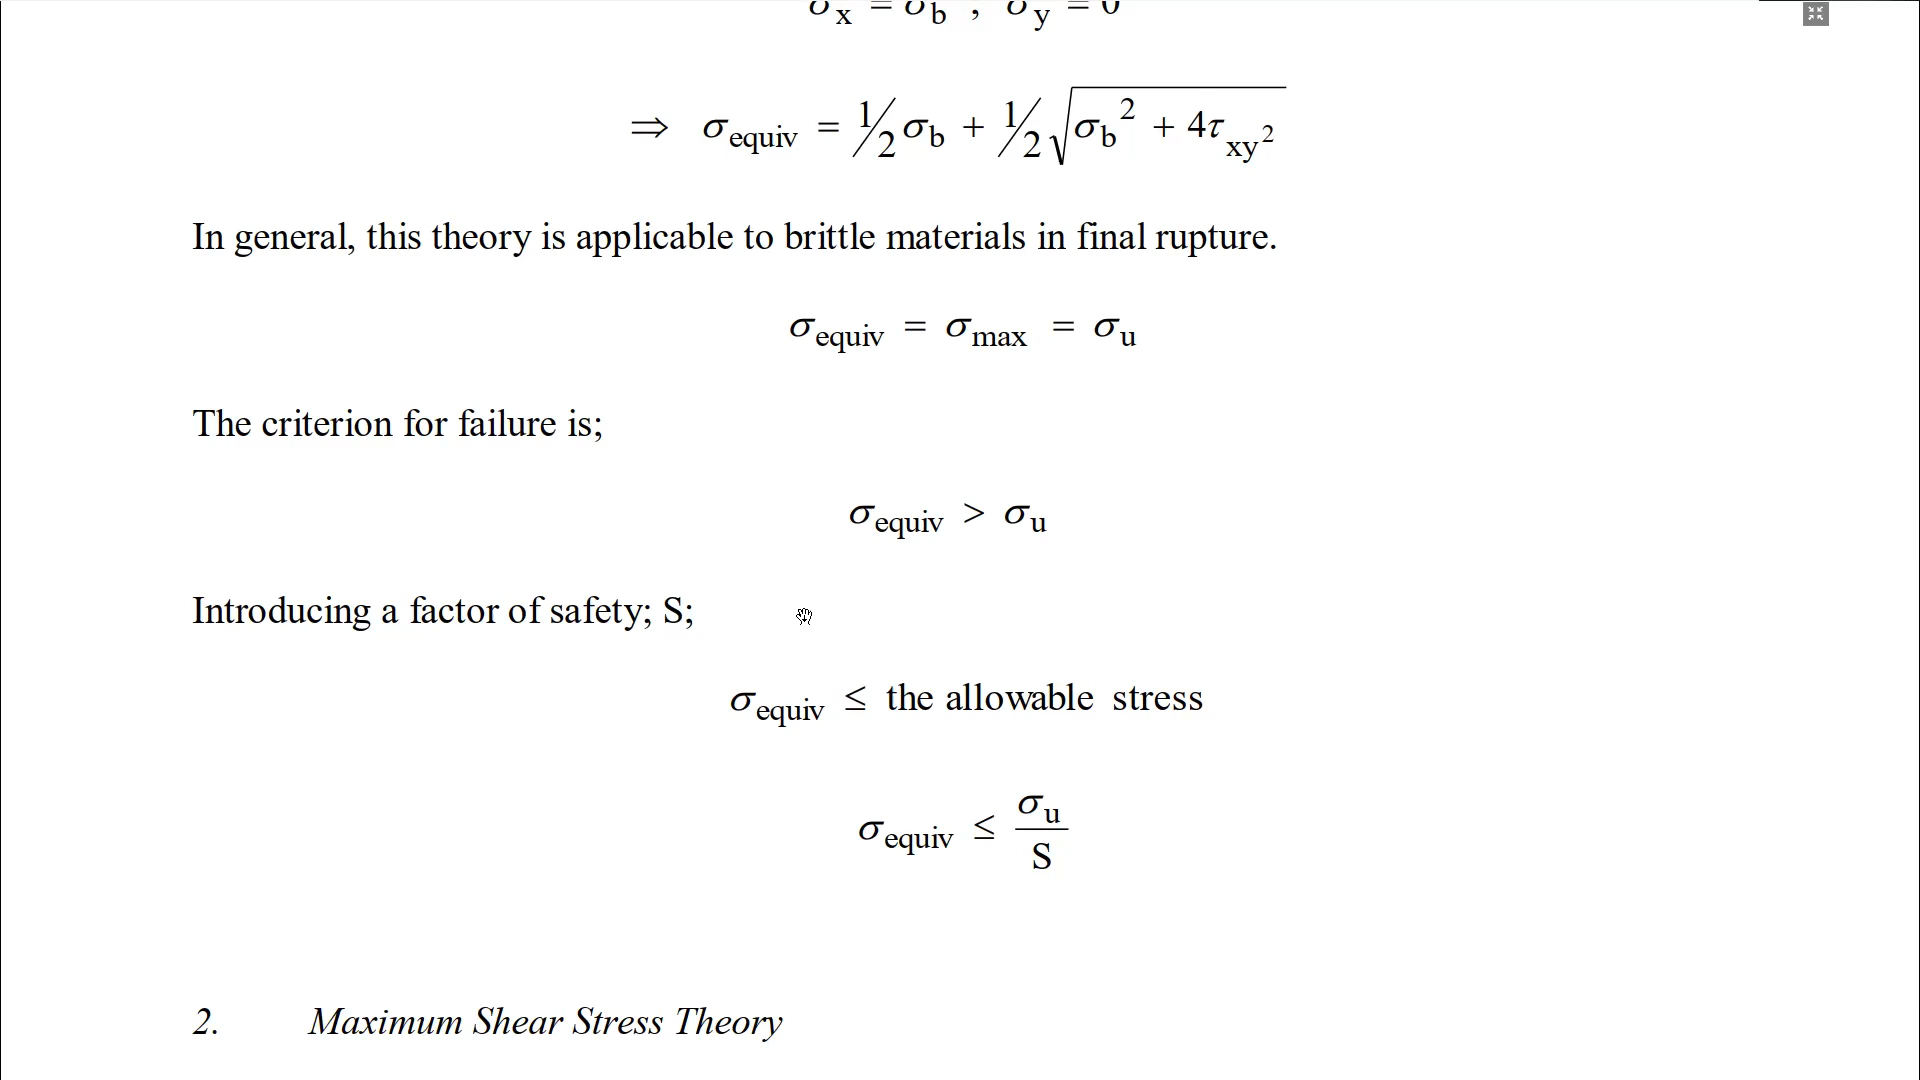 σx = σb , σy = 0
⇒ σequiv = 1/2 σb + 1/2 √(σb² + 4τxy²)
In general, this theory is applicable to brittle materials in final rupture.
σequiv = σmax = σu
The criterion for failure is;
σequiv > σu
Introducing a factor of safety; S;
σequiv ≤ the allowable stress
σequiv ≤ σu / S
2. Maximum Shear Stress Theory